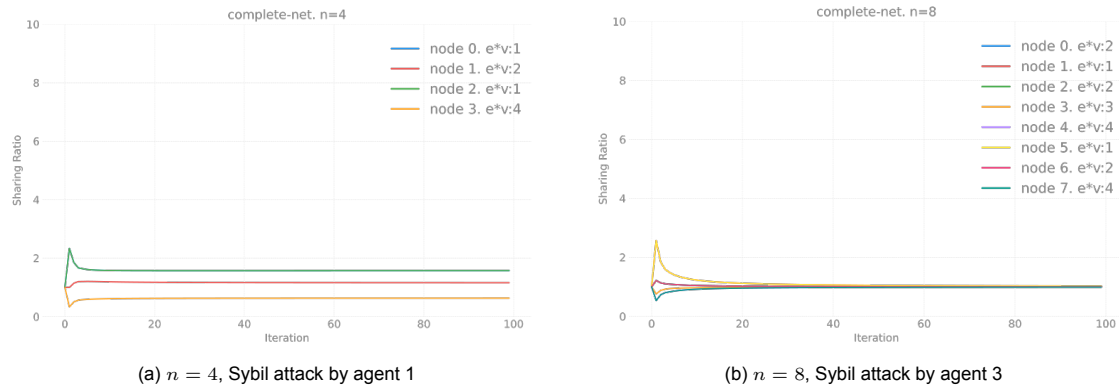 complete-net. n=4
10
8
6
4
2
0
Sharing Ratio
node 0. e*v:1
node 1. e*v:2
node 2. e*v:1
node 3. e*v:4
0 20 40 60 80 100
Iteration
(a) n = 4, Sybil attack by agent 1
complete-net. n=8
10
8
6
4
2
0
Sharing Ratio
node 0. e*v:2
node 1. e*v:1
node 2. e*v:2
node 3. e*v:3
node 4. e*v:4
node 5. e*v:1
node 6. e*v:2
node 7. e*v:4
0 20 40 60 80 100
Iteration
(b) n = 8, Sybil attack by agent 3